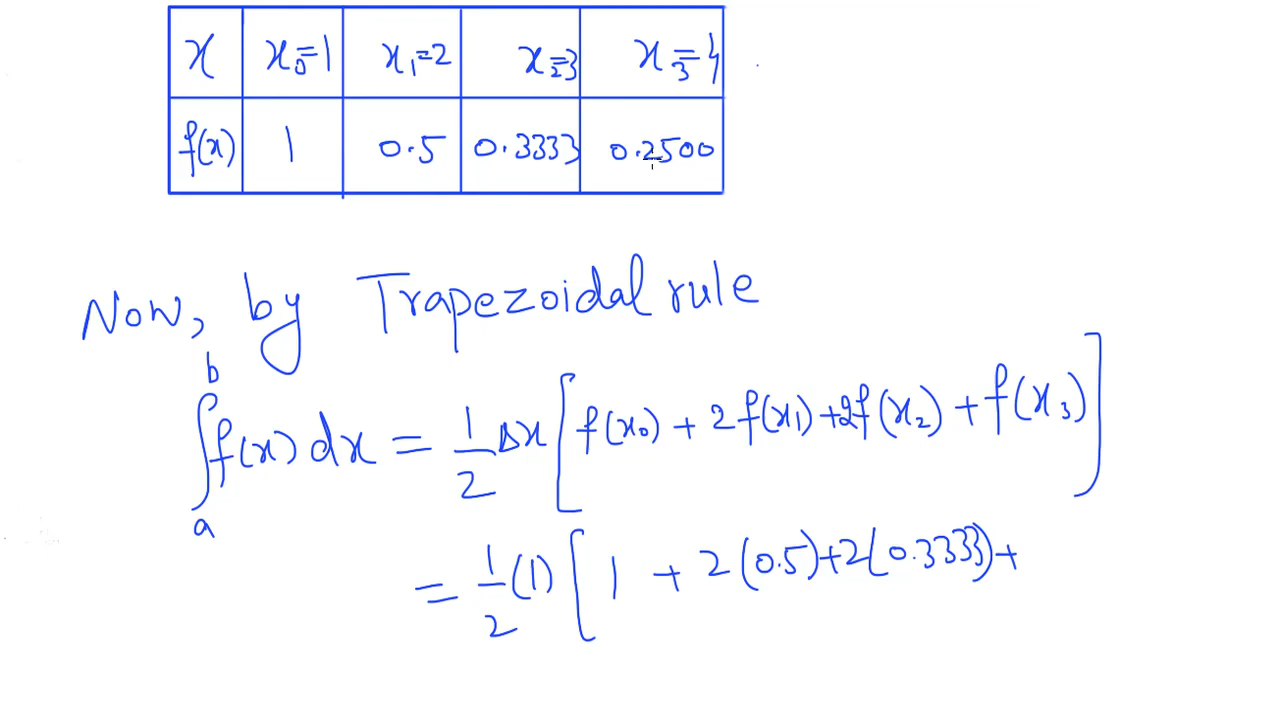 x x₀=1 x₁=2 x₂=3 x₃=4
f(x) 1 0.5 0.3333 0.2500
Now, by Trapezoidal rule
∫ₐᵇ f(x) dx = 1/2 Δx [f(x₀) + 2f(x₁) + 2f(x₂) + f(x₃)]
= 1/2 (1) [1 + 2(0.5) + 2(0.3333) +